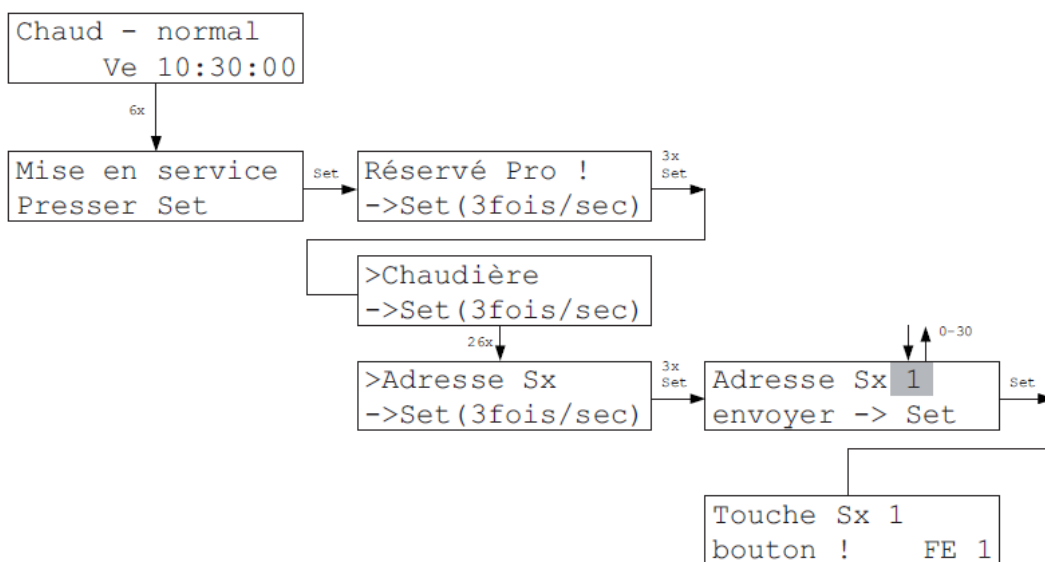 Chaud - normal
Ve 10:30:00
6x
Mise en service
Presser Set
Set
Réservé Pro !
->Set(3fois/sec)
3x
Set
>Chaudière
->Set(3fois/sec)
26x
>Adresse Sx
->Set(3fois/sec)
3x
Set
0-30
Adresse Sx 1
envoyer -> Set
Set
Touche Sx 1
bouton ! FE 1